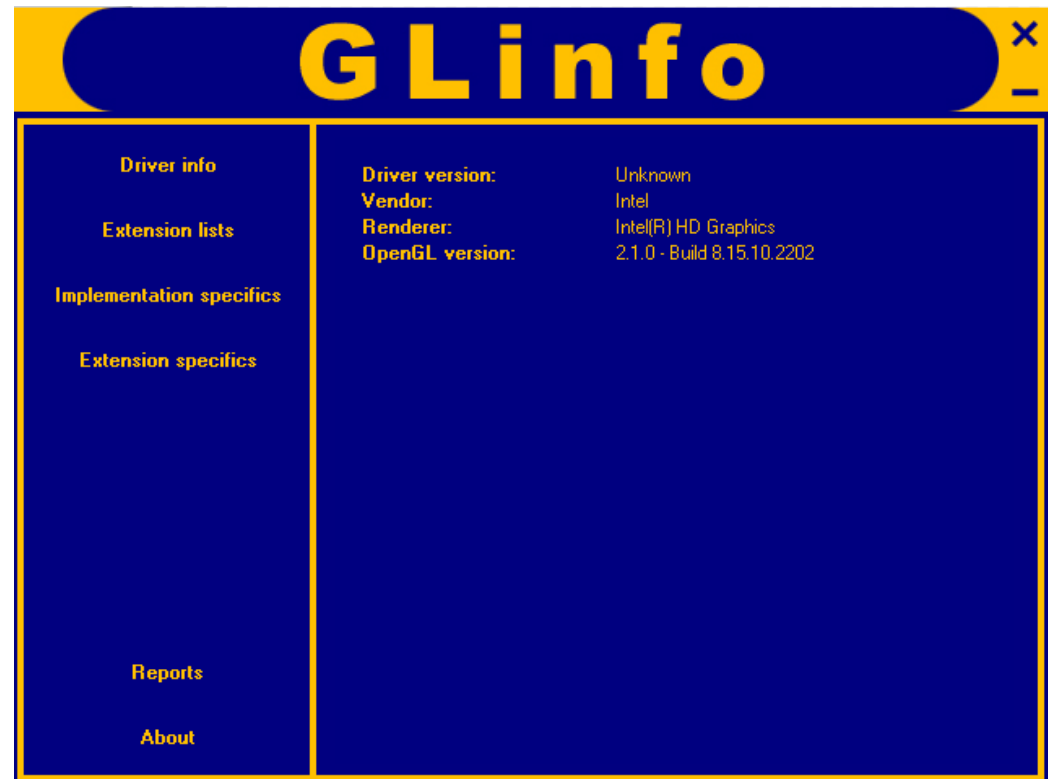 GLinfo
Driver info
Extension lists
Implementation specifics
Extension specifics
Reports
About
Driver version: Unknown
Vendor: Intel
Renderer: Intel(R) HD Graphics
OpenGL version: 2.1.0 - Build 8.15.10.2202